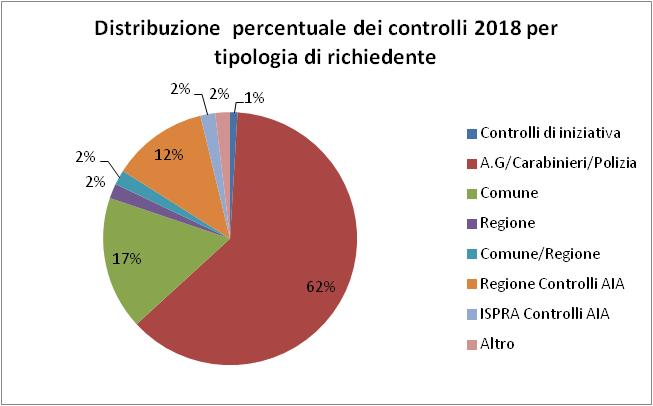 Distribuzione  percentuale dei controlli 2018 per
tipologia di richiedente
2%
2%
1%
2%
12%
2%
17%
62%
Controlli di iniziativa
A.G/Carabinieri/Polizia
Comune
Regione
Comune/Regione
Regione Controlli AIA
ISPRA Controlli AIA
Altro